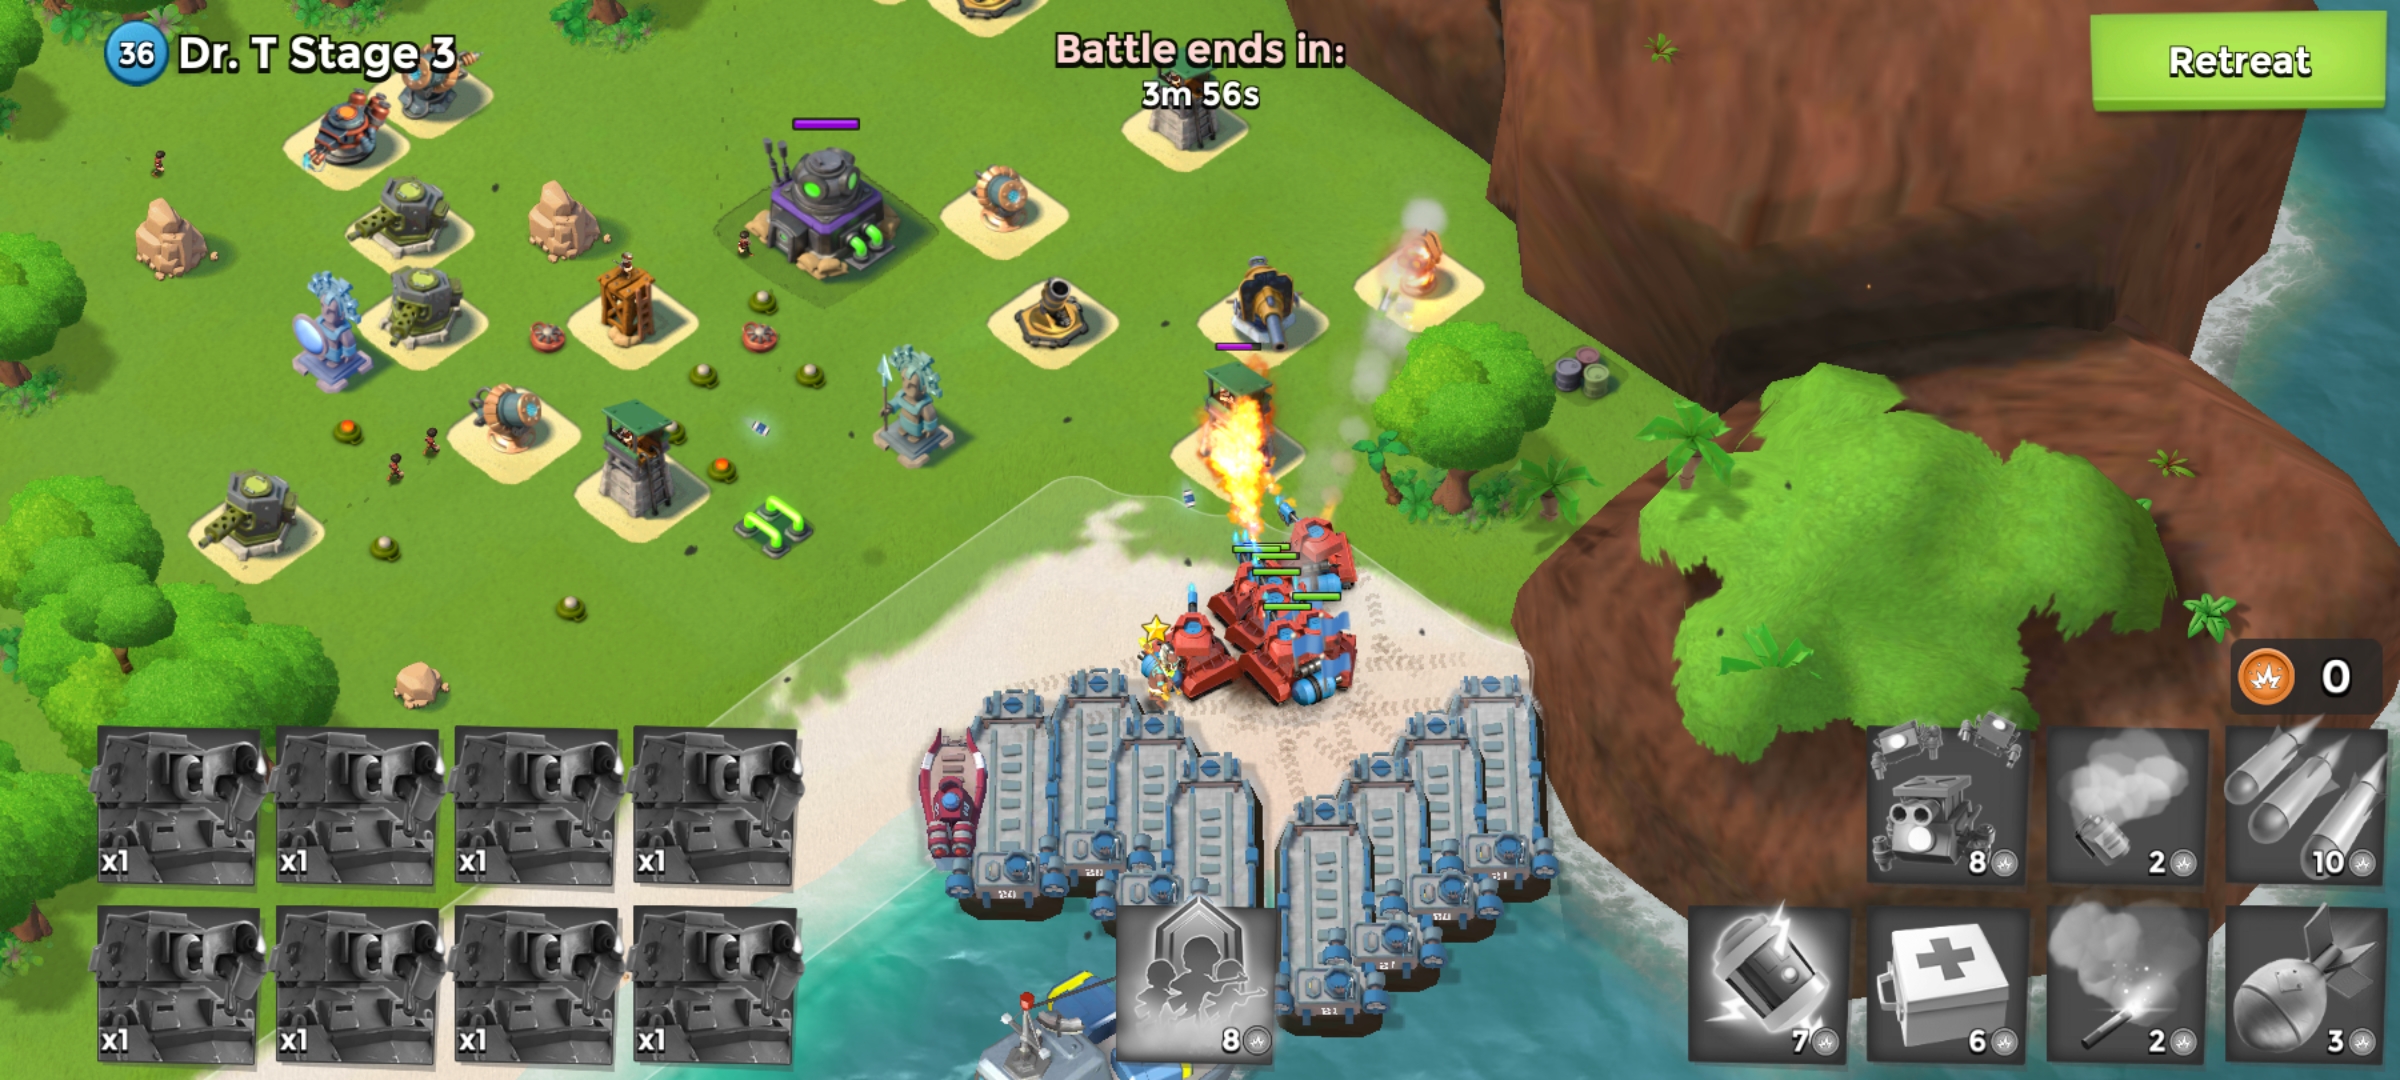 36 Dr. T Stage 3
Battle ends in:
3m 56s
Retreat
0
x1 x1 x1 x1
8 2 10
x1 x1 x1 x1
8
7 6 2 3